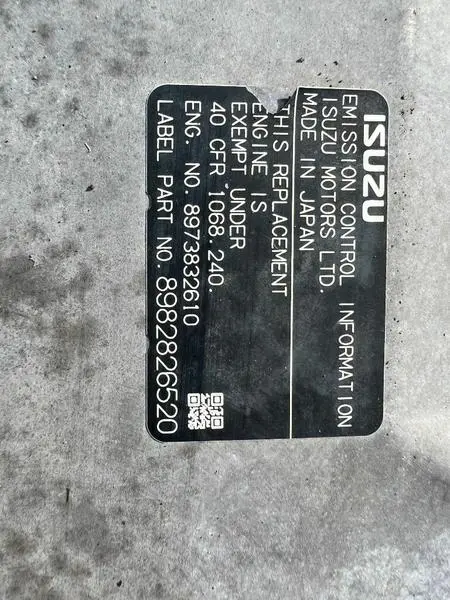 ISUZU
EMISSION CONTROL INFORMATION
ISUZU MOTORS LTD.
MADE IN JAPAN
THIS REPLACEMENT
ENGINE IS
EXEMPT UNDER
40 CFR 1068.240.
ENG. NO. 8973832610
LABEL PART NO. 8982826520